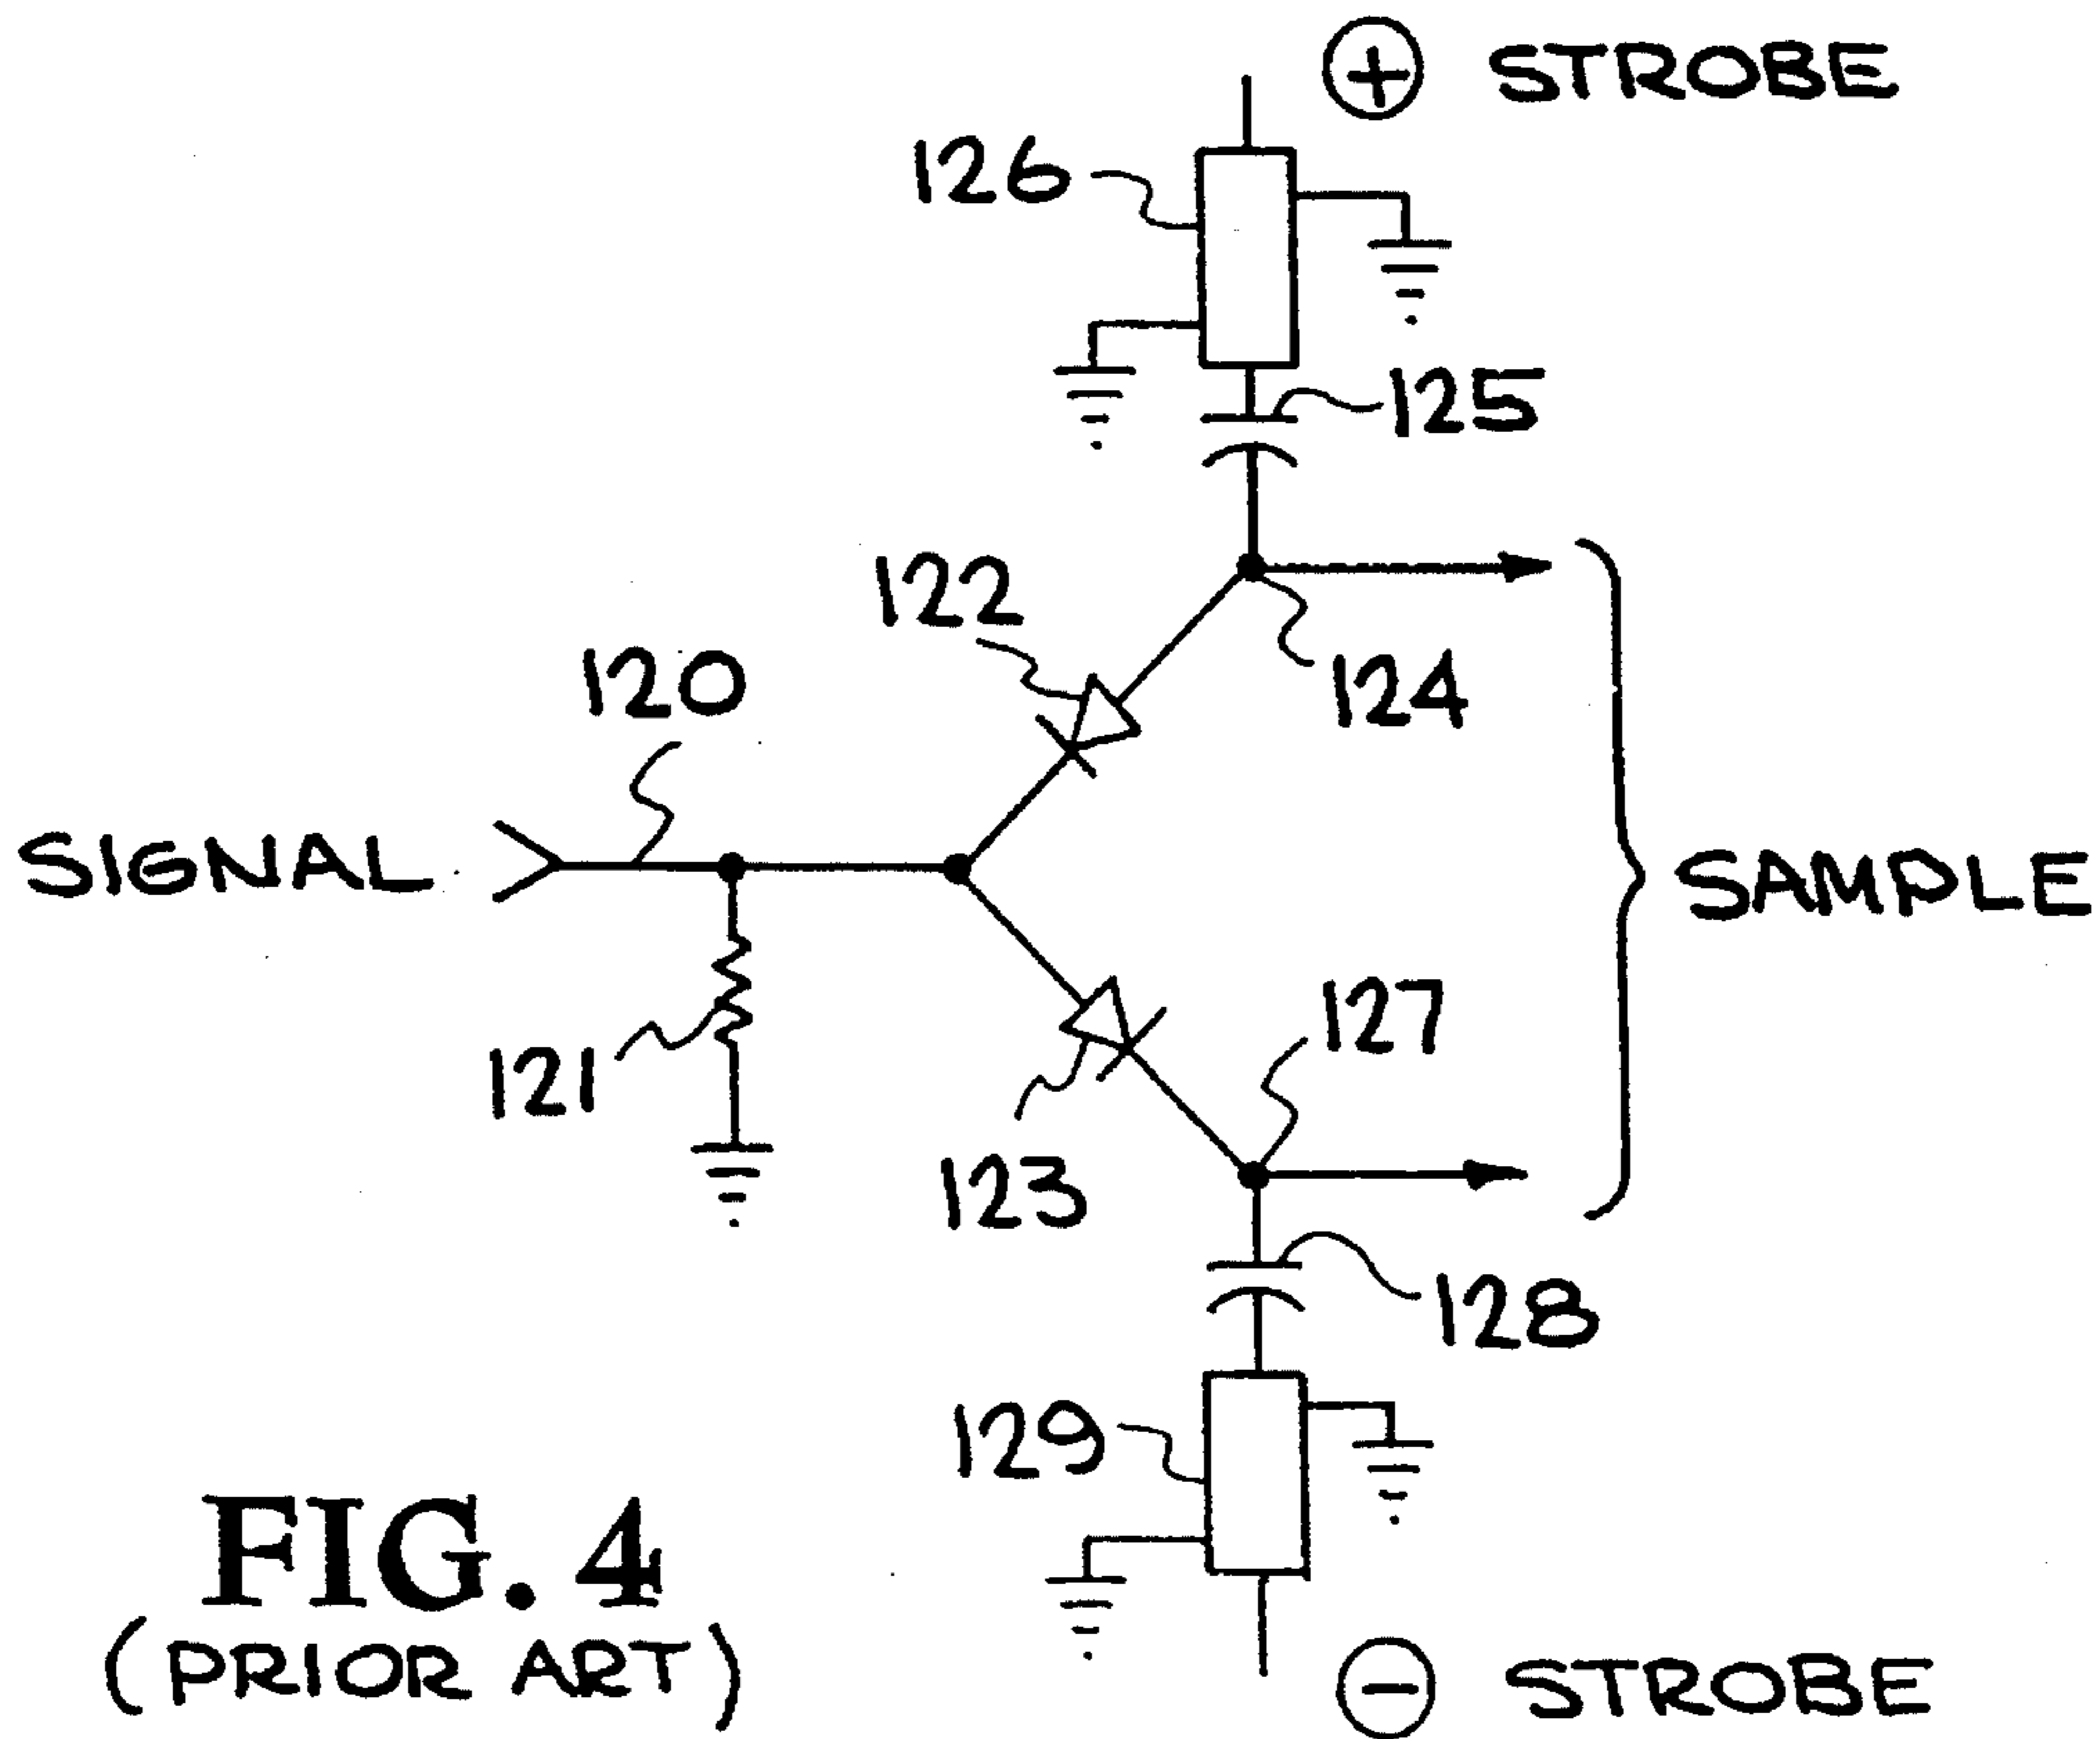 ⊕ STROBE
126
125
122
124
120
SIGNAL
SAMPLE
121
127
123
128
129
FIG. 4
(PRIOR ART)
⊖ STROBE